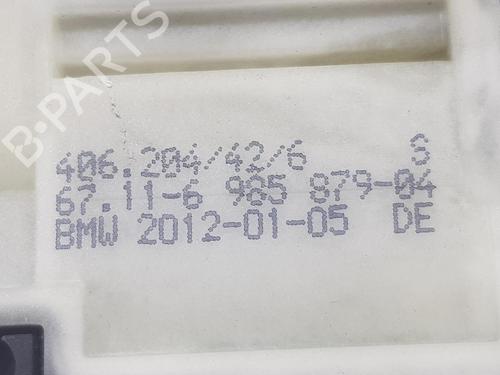 B-PARTS
406.204/42/6 S
67.11-6 985 879-04
BMW 2012-01-05 DE